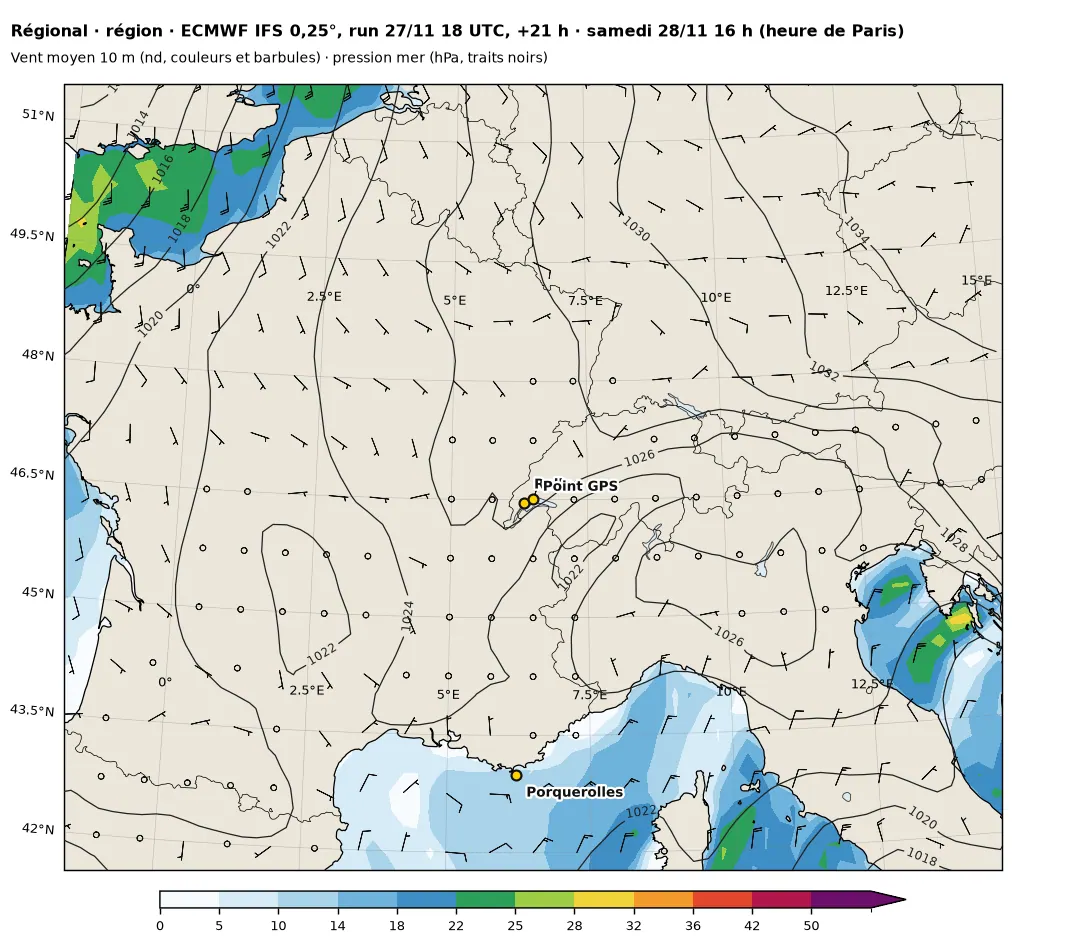 Régional · région · ECMWF IFS 0,25°, run 27/11 18 UTC, +21 h · samedi 28/11 16 h (heure de Paris)
Vent moyen 10 m (nd, couleurs et barbules) · pression mer (hPa, traits noirs)
51°N
1014
1016
49.5°N
1018
1022
1030
1034
0°
2.5°E
5°E
7.5°E
10°E
12.5°E
15°E
1020
48°N
1032
46.5°N
1026
Point GPS
1028
1022
45°N
1024
1026
1022
0°
2.5°E
5°E
7.5°E
10°E
12.5°E
43.5°N
Porquerolles
1022
1020
42°N
1018
0 5 10 14 18 22 25 28 32 36 42 50